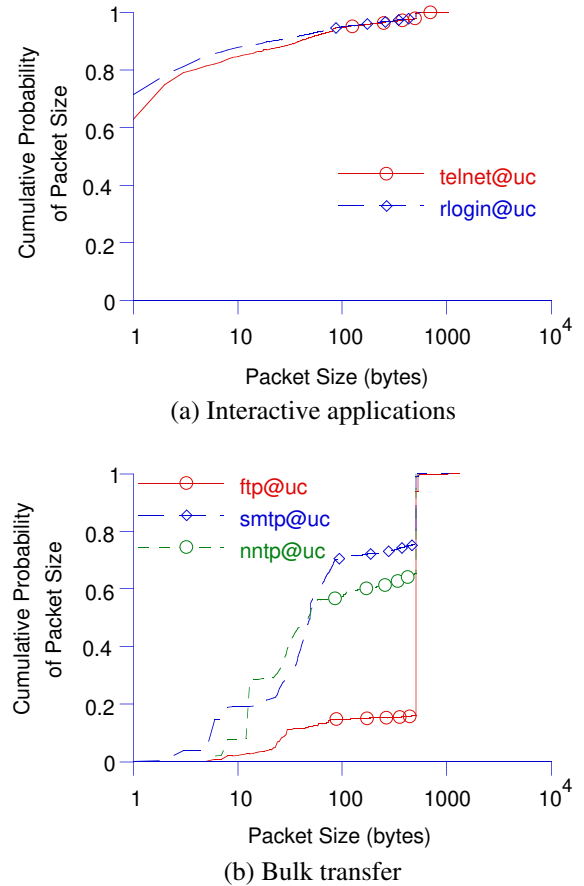 1
0.8
0.6
0.4
0.2
0
Cumulative Probability
of Packet Size
telnet@uc
rlogin@uc
1 10 100 1000 10^4
Packet Size (bytes)
(a) Interactive applications
1
0.8
0.6
0.4
0.2
0
Cumulative Probability
of Packet Size
ftp@uc
smtp@uc
nntp@uc
1 10 100 1000 10^4
Packet Size (bytes)
(b) Bulk transfer